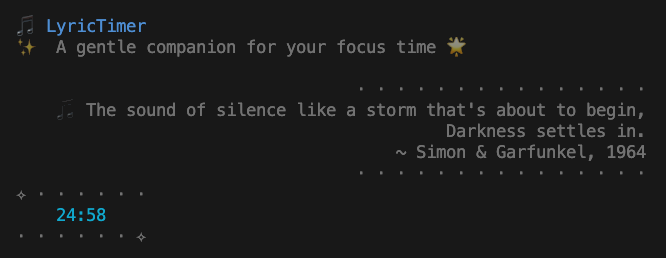 🎵 LyricTimer
✨ A gentle companion for your focus time 🌟
· · · · · · · · · · · · · · ·
🎵 The sound of silence like a storm that's about to begin,
Darkness settles in.
~ Simon & Garfunkel, 1964
· · · · · · · · · · · · · · ·
✧ · · · · · ·
24:58
· · · · · · ✧